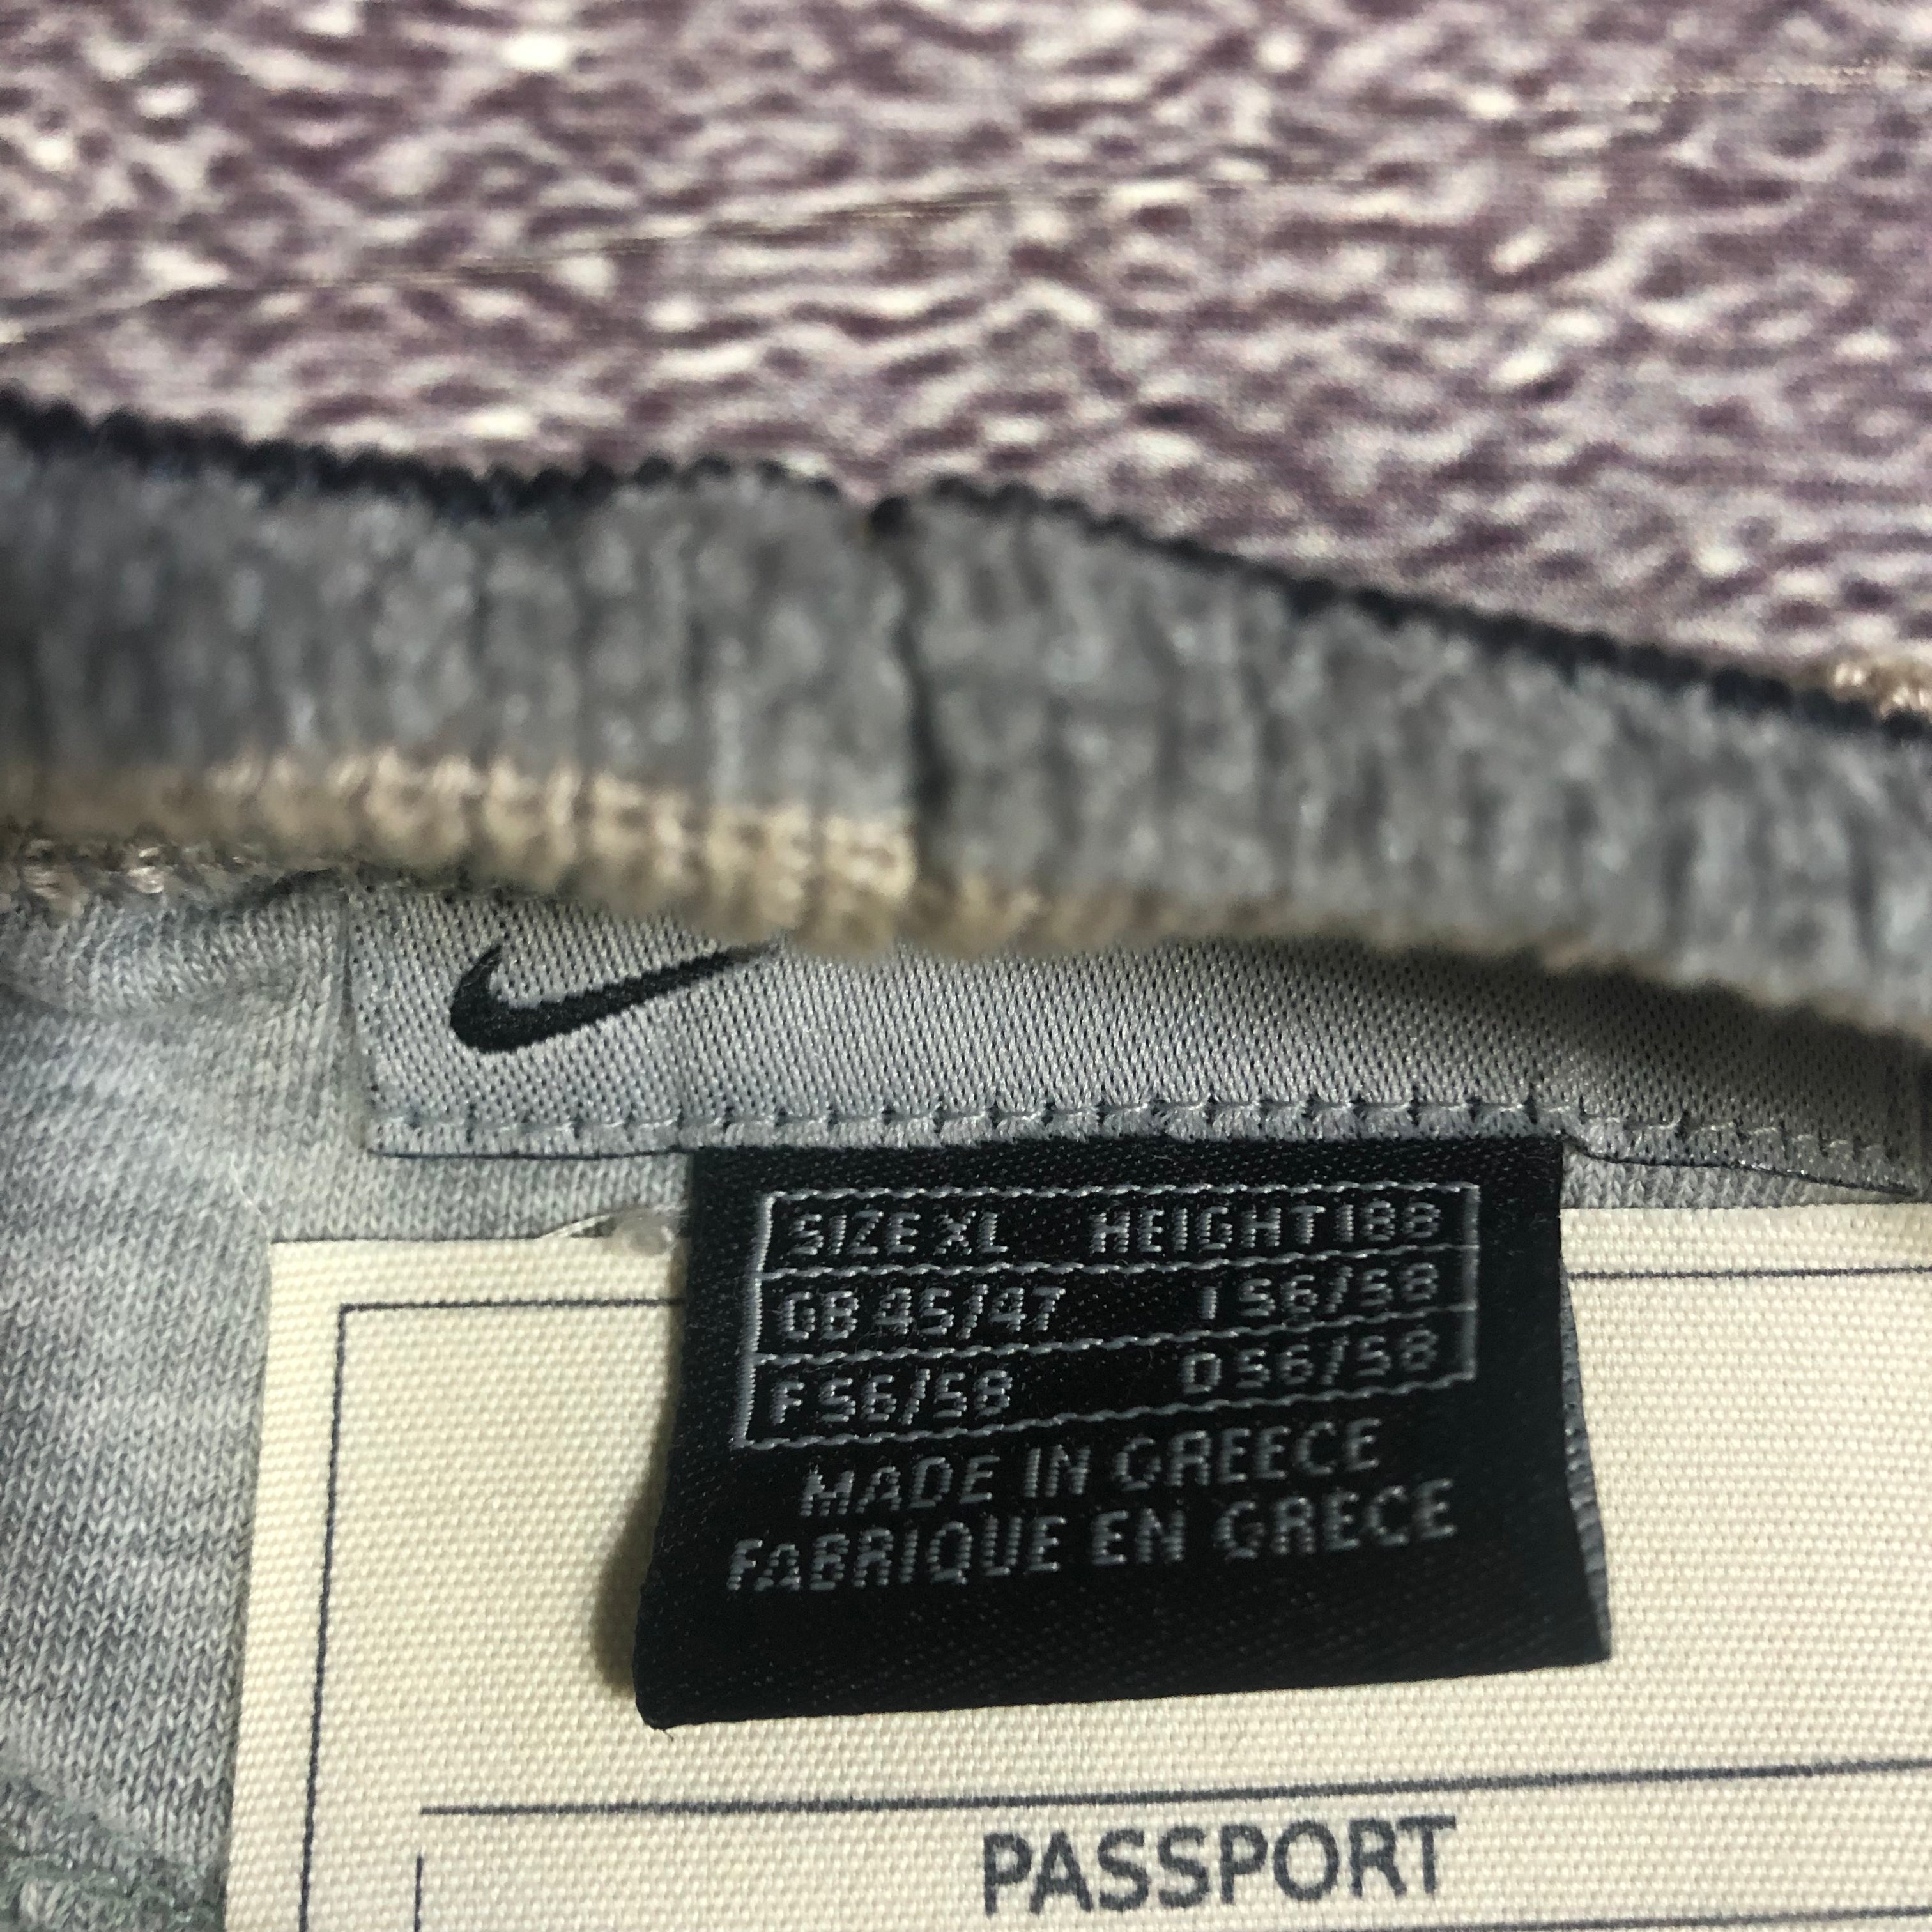 SIZE XL HEIGHT 188
GB 45/47 I 56/58
F 56/58 D 56/58
MADE IN GREECE
FABRIQUE EN GRECE
PASSPORT